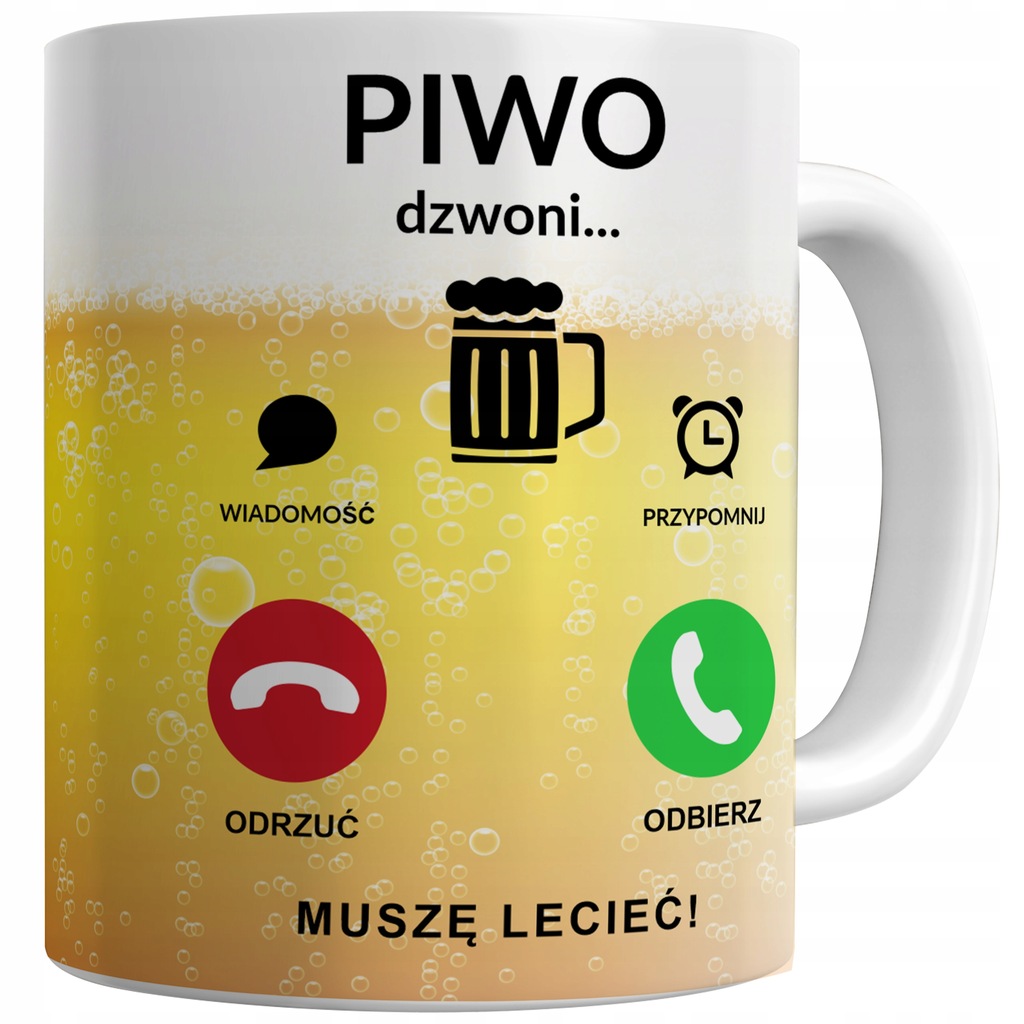 PIWO
dzwoni...
WIADOMOŚĆ
PRZYPOMNIJ
ODRZUĆ
ODBIERZ
MUSZĘ LECIEĆ!